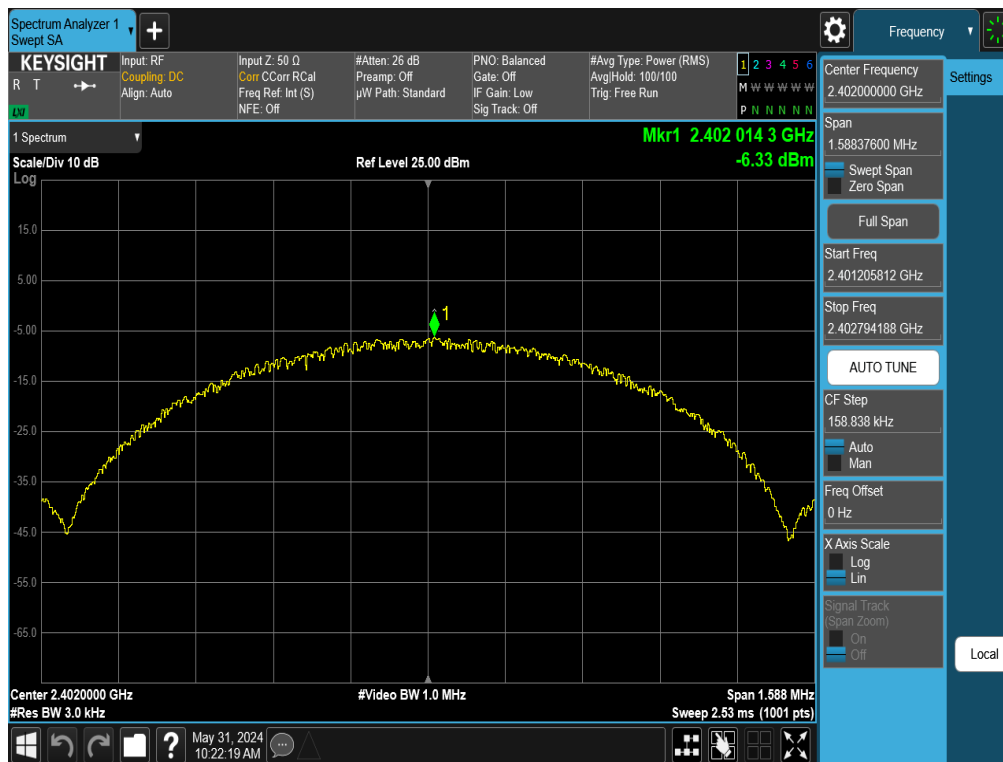 Spectrum Analyzer 1
Swept SA
Frequency
KEYSIGHT
R T
LXI
Input: RF
Coupling: DC
Align: Auto
Input Z: 50 Ω
Corr CCorr RCal
Freq Ref: Int (S)
NFE: Off
#Atten: 26 dB
Preamp: Off
µW Path: Standard
PNO: Balanced
Gate: Off
IF Gain: Low
Sig Track: Off
#Avg Type: Power (RMS)
Avg|Hold: 100/100
Trig: Free Run
1 2 3 4 5 6
M W W W W W
P N N N N N
1 Spectrum
Mkr1 2.402 014 3 GHz
Scale/Div 10 dB
Ref Level 25.00 dBm
-6.33 dBm
Log
15.0
5.00
-5.00
-15.0
-25.0
-35.0
-45.0
-55.0
-65.0
1
Center 2.4020000 GHz
#Video BW 1.0 MHz
Span 1.588 MHz
#Res BW 3.0 kHz
Sweep 2.53 ms (1001 pts)
Center Frequency
2.402000000 GHz
Settings
Span
1.58837600 MHz
Swept Span
Zero Span
Full Span
Start Freq
2.401205812 GHz
Stop Freq
2.402794188 GHz
AUTO TUNE
CF Step
158.838 kHz
Auto
Man
Freq Offset
0 Hz
X Axis Scale
Log
Lin
Signal Track
(Span Zoom)
On
Off
Local
?
May 31, 2024
10:22:19 AM